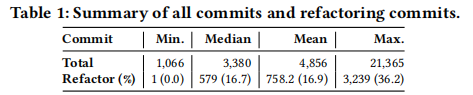 Table 1: Summary of all commits and refactoring commits.
Commit Min. Median Mean Max.
Total 1,066 3,380 4,856 21,365
Refactor (%) 1 (0.0) 579 (16.7) 758.2 (16.9) 3,239 (36.2)